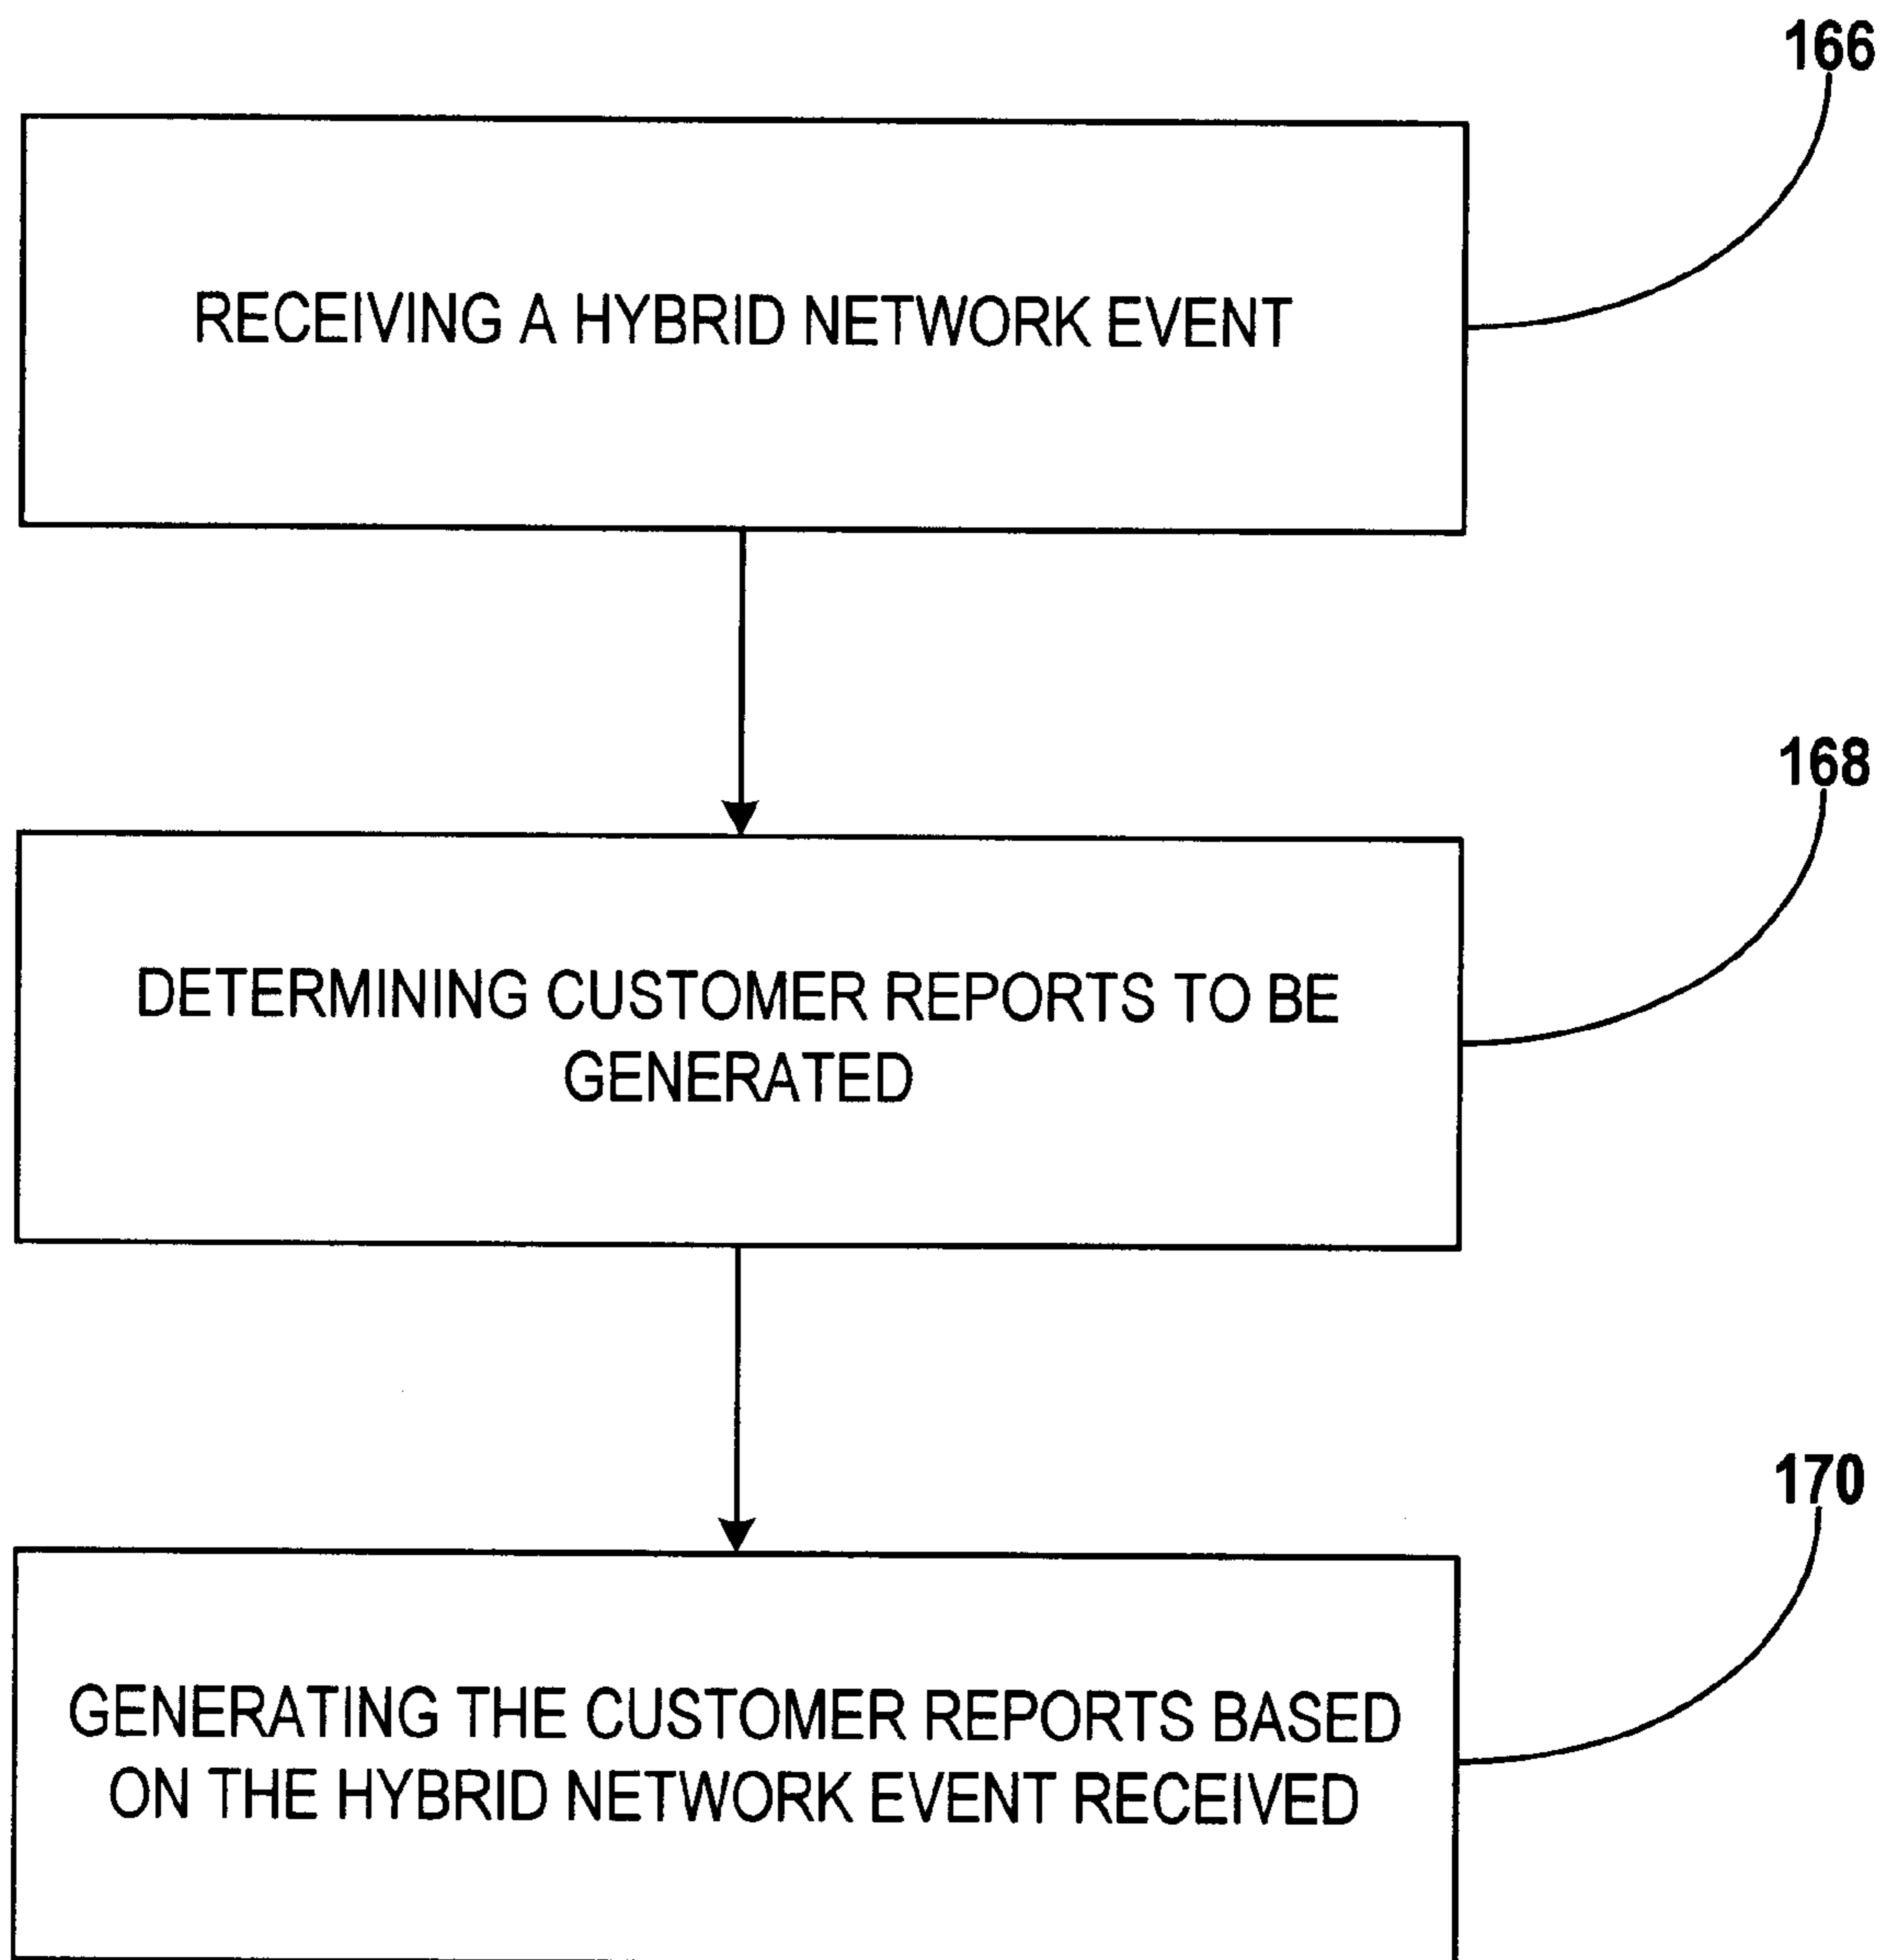 166
RECEIVING A HYBRID NETWORK EVENT
168
DETERMINING CUSTOMER REPORTS TO BE
GENERATED
170
GENERATING THE CUSTOMER REPORTS BASED
ON THE HYBRID NETWORK EVENT RECEIVED